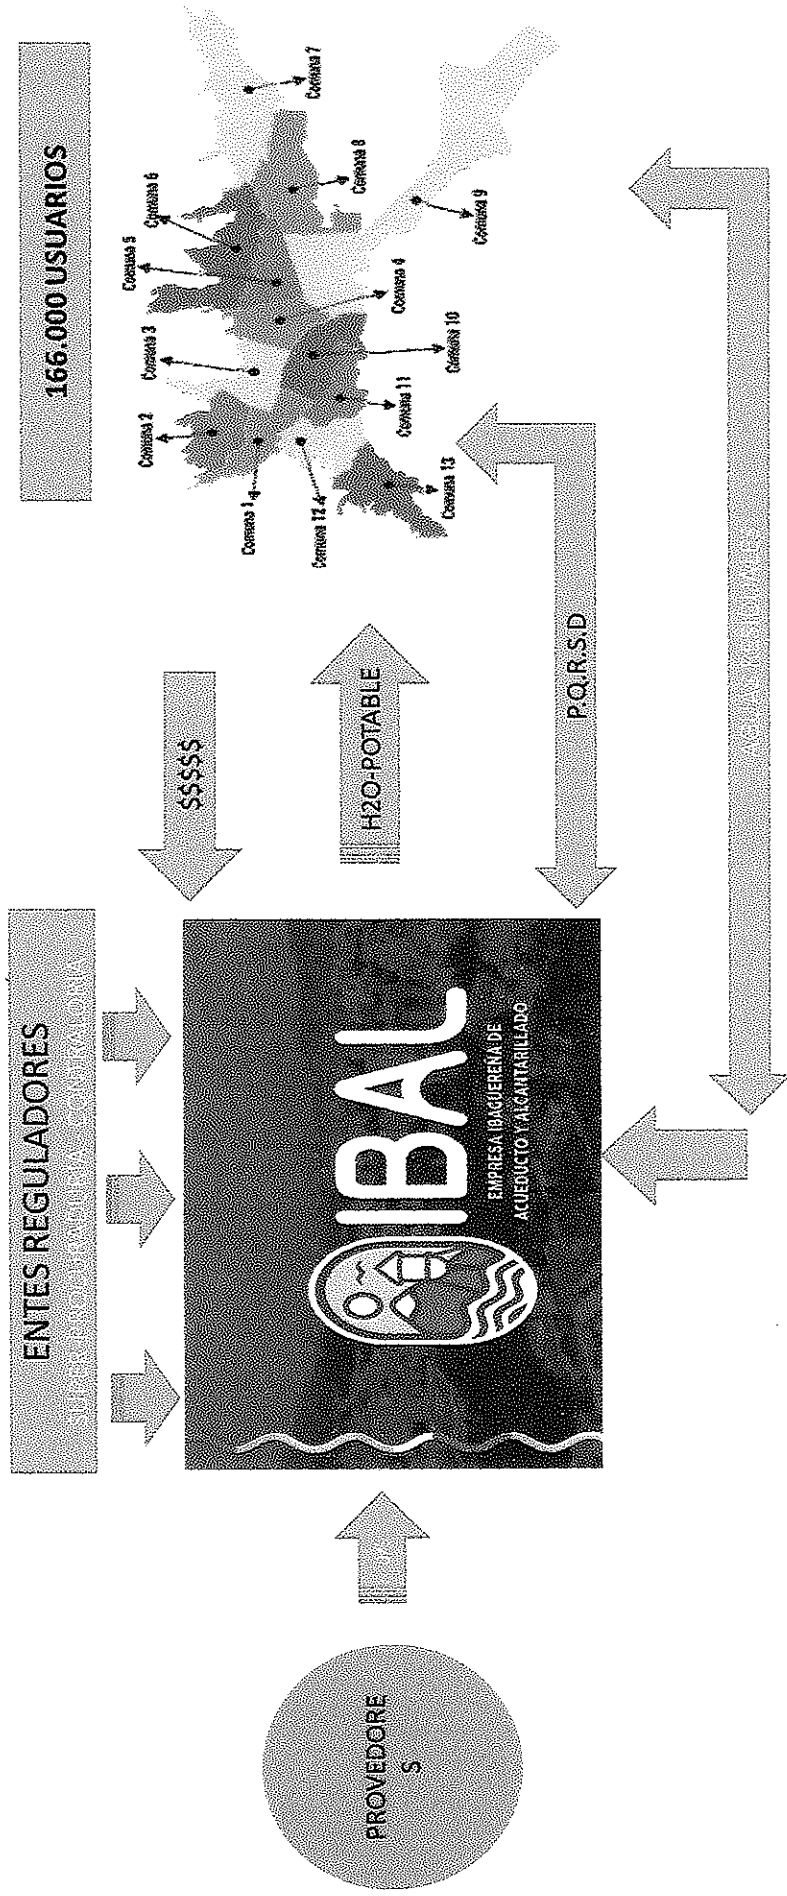 ENTES REGULADORES
166.000 USUARIOS
$$$$$
H2O-POTABLE
P.Q.R.S.D
PROVEDORE
S
IBAL
EMPRESA IBAGUEREÑA DE
ACUEDUCTO Y ALCANTARILLADO
Comuna 1
Comuna 2
Comuna 3
Comuna 4
Comuna 5
Comuna 6
Comuna 7
Comuna 8
Comuna 9
Comuna 10
Comuna 11
Comuna 12
Comuna 13